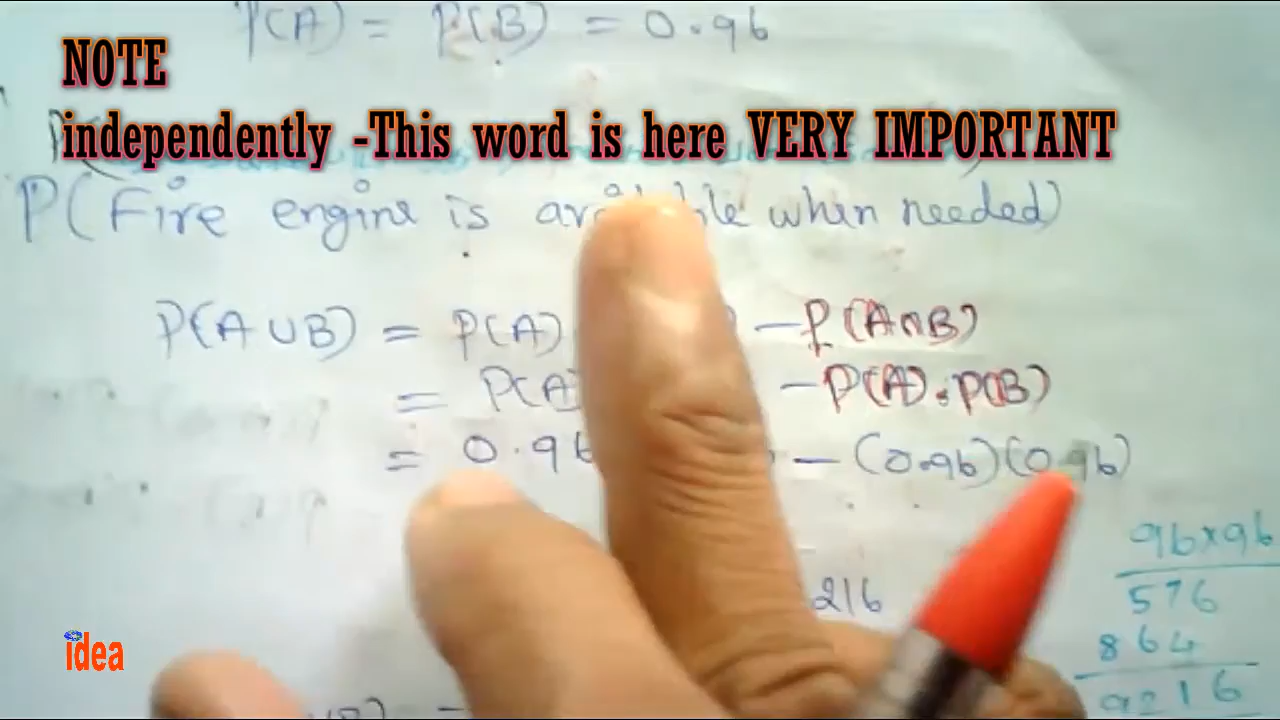 P(A) = P(B) = 0.96
NOTE
independently -This word is here VERY IMPORTANT
P(Fire engine is when needed)
P(A∪B) = P(A) - P(A∩B)
= P(A) - P(A).P(B)
= 0.96 - (0.96)(0.96)
216
96×96
576
864
9216
idea